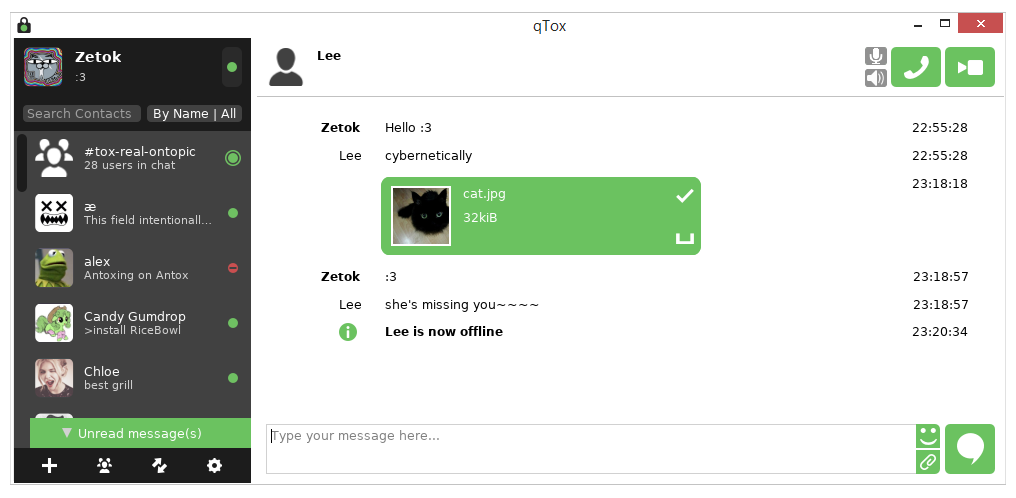 qTox
Zetok
:3
Search Contacts
By Name | All
#tox-real-ontopic
28 users in chat
æ
This field intentionall...
alex
Antoxing on Antox
Candy Gumdrop
>install RiceBowl
Chloe
best grill
Unread message(s)
Lee
Zetok Hello :3 22:55:28
Lee cybernetically 22:55:28
cat.jpg 23:18:18
32kiB
Zetok :3 23:18:57
Lee she's missing you~~~~ 23:18:57
Lee is now offline 23:20:34
Type your message here...